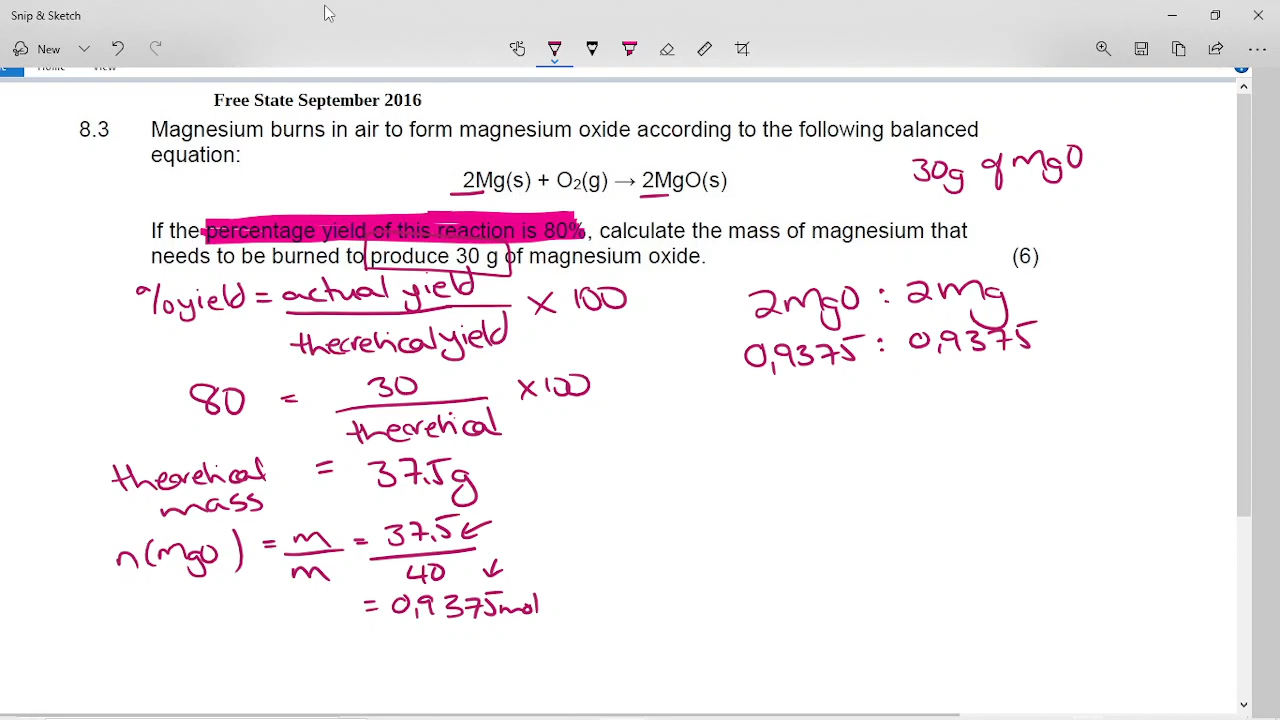 Snip & Sketch
New
Free State September 2016
8.3 Magnesium burns in air to form magnesium oxide according to the following balanced
equation:
2Mg(s) + O₂(g) → 2MgO(s)
30g of MgO
If the percentage yield of this reaction is 80%, calculate the mass of magnesium that
needs to be burned to produce 30 g of magnesium oxide. (6)
% yield = actual yield / theoretical yield × 100
2MgO : 2Mg
0,9375 : 0,9375
80 = 30 / theoretical × 100
theoretical mass = 37.5g
n(MgO) = m / m = 37.5 / 40
= 0,9375mol